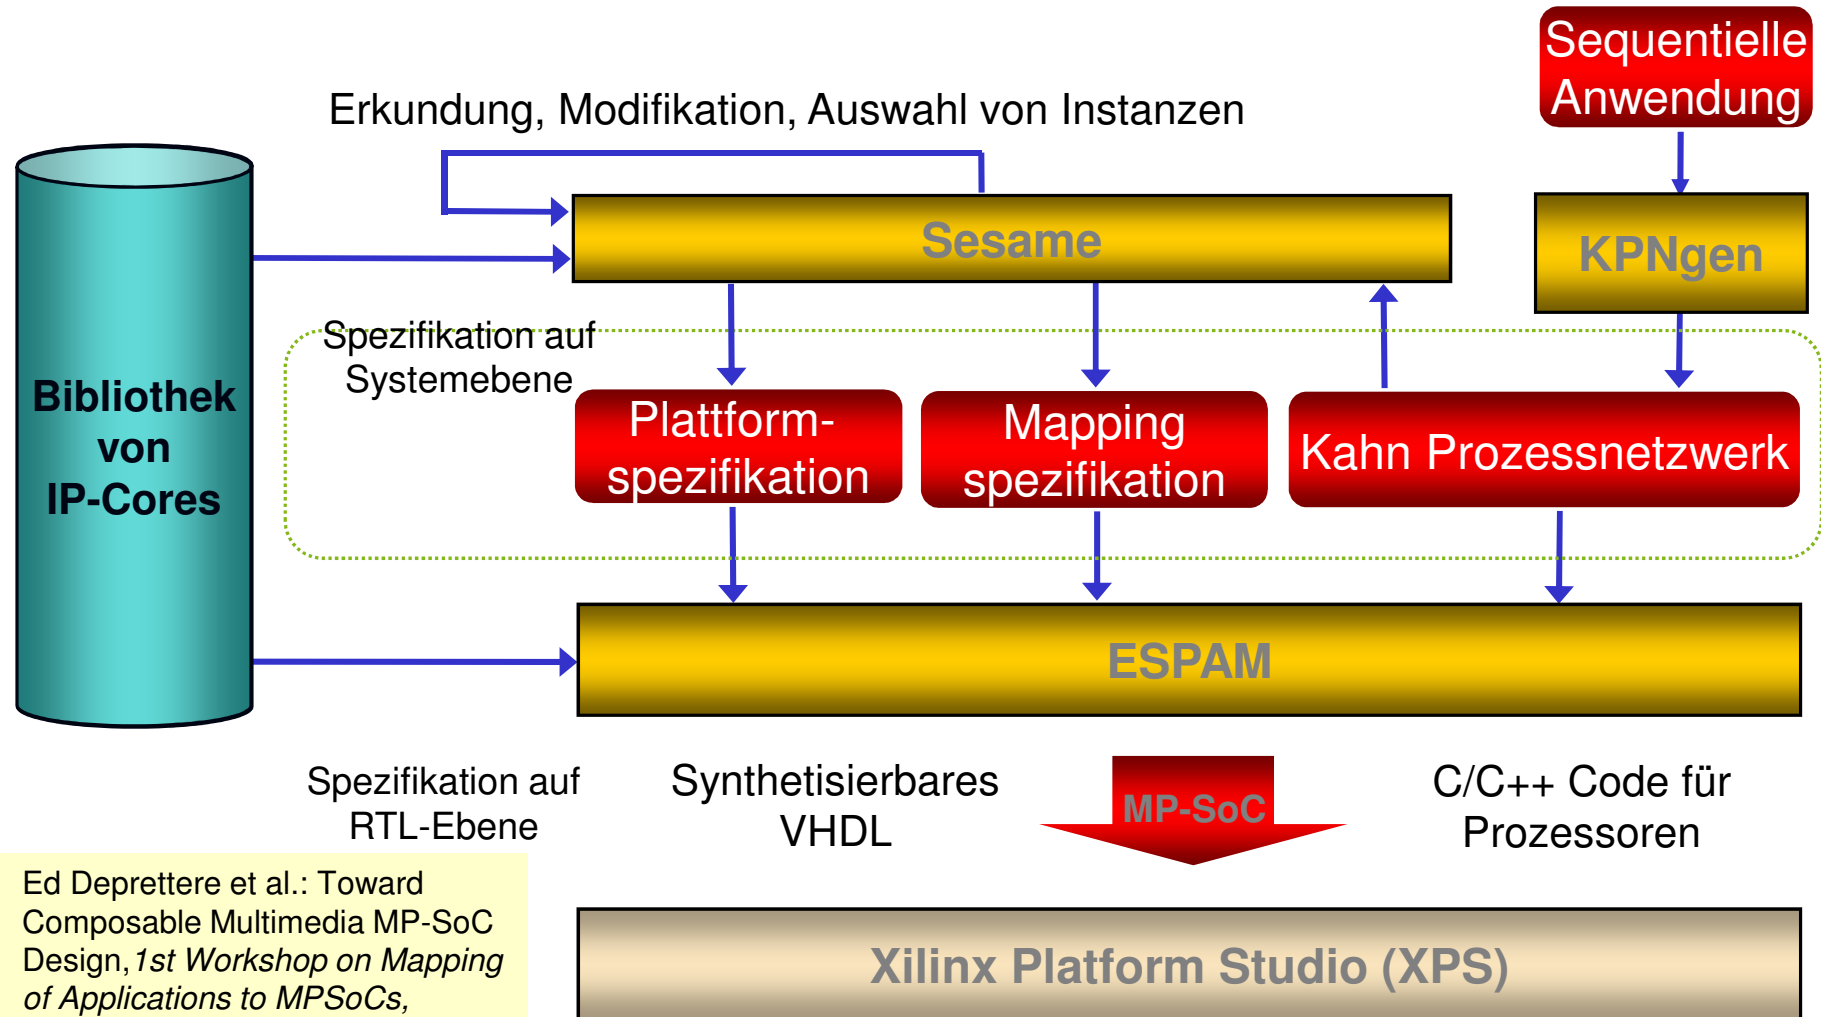 Sequentielle
Anwendung
Erkundung, Modifikation, Auswahl von Instanzen
Sesame
KPNgen
Spezifikation auf
Systemebene
Bibliothek
von
IP-Cores
Plattform-
spezifikation
Mapping
spezifikation
Kahn Prozessnetzwerk
ESPAM
Spezifikation auf
RTL-Ebene
Synthetisierbares
VHDL
MP-SoC
C/C++ Code für
Prozessoren
Ed Deprettere et al.: Toward
Composable Multimedia MP-SoC
Design,1st Workshop on Mapping
of Applications to MPSoCs,
Xilinx Platform Studio (XPS)